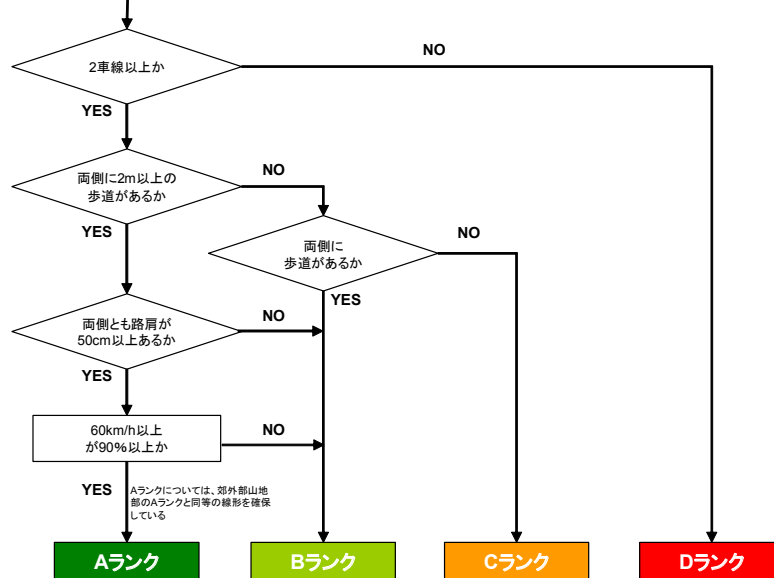 2車線以上か
NO
YES
両側に2m以上の
歩道があるか
NO
YES
両側に
歩道があるか
NO
YES
両側とも路肩が
50cm以上あるか
NO
YES
60km/h以上
が90%以上か
NO
YES
Aランクについては、郊外部山地
部のAランクと同等の線形を確保
している
Aランク
Bランク
Cランク
Dランク